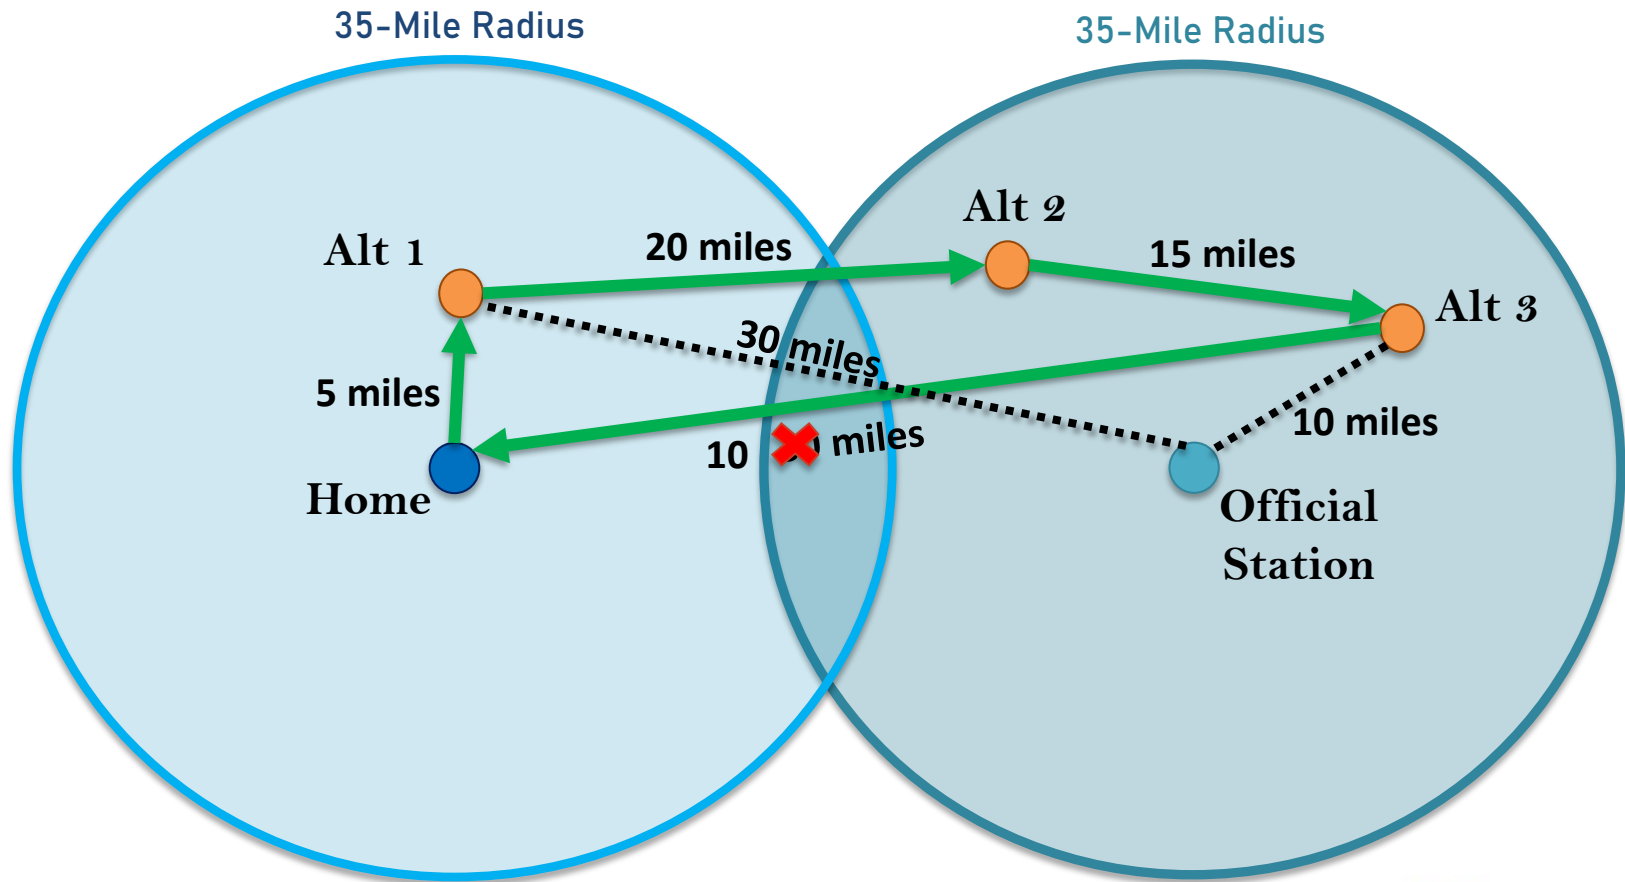 35-Mile Radius
35-Mile Radius
Alt 2
Alt 1
20 miles
15 miles
Alt 3
30 miles
5 miles
10 miles
10
miles
Home
Official
Station